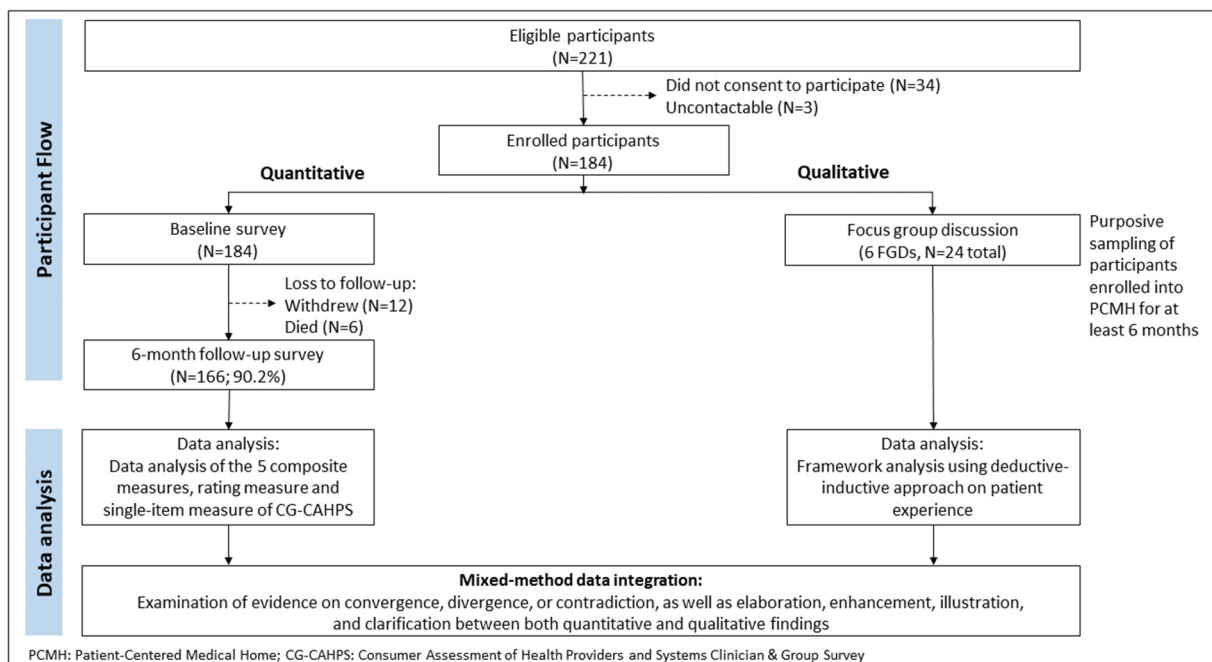 Participant Flow
Eligible participants
(N=221)
Did not consent to participate (N=34)
Uncontactable (N=3)
Enrolled participants
(N=184)
Quantitative
Qualitative
Baseline survey
(N=184)
Loss to follow-up:
Withdrew (N=12)
Died (N=6)
6-month follow-up survey
(N=166; 90.2%)
Focus group discussion
(6 FGDs, N=24 total)
Purposive
sampling of
participants
enrolled into
PCMH for at
least 6 months
Data analysis
Data analysis:
Data analysis of the 5 composite
measures, rating measure and
single-item measure of CG-CAHPS
Data analysis:
Framework analysis using deductive-
inductive approach on patient
experience
Mixed-method data integration:
Examination of evidence on convergence, divergence, or contradiction, as well as elaboration, enhancement, illustration,
and clarification between both quantitative and qualitative findings
PCMH: Patient-Centered Medical Home; CG-CAHPS: Consumer Assessment of Health Providers and Systems Clinician & Group Survey